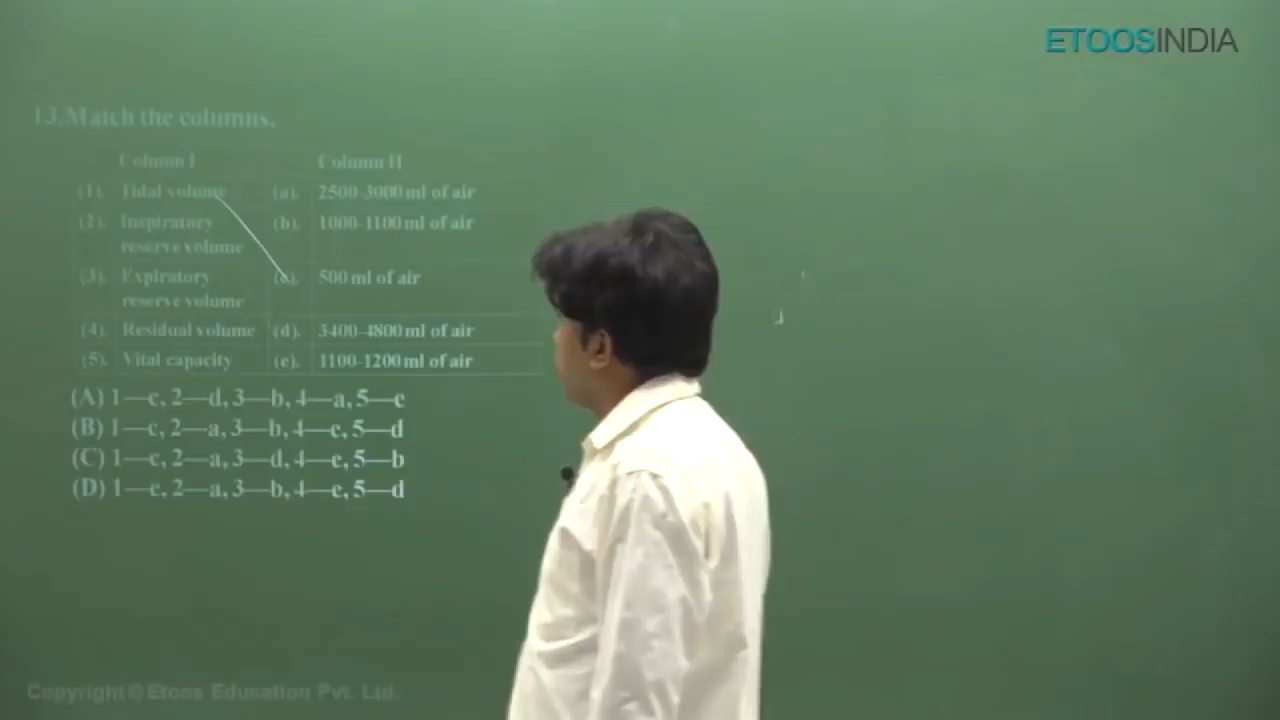 ETOOSINDIA
13.Match the columns.
Column I Column II
(1). Tidal volume (a). 2500-3000 ml of air
(2). Inspiratory reserve volume (b). 1000-1100 ml of air
(3). Expiratory reserve volume (c). 500 ml of air
(4). Residual volume (d). 3400-4800 ml of air
(5). Vital capacity (e). 1100-1200 ml of air
(A) 1—c, 2—d, 3—b, 4—a, 5—e
(B) 1—c, 2—a, 3—b, 4—e, 5—d
(C) 1—c, 2—a, 3—d, 4—e, 5—b
(D) 1—e, 2—a, 3—b, 4—c, 5—d
Copyright © Etoos Education Pvt. Ltd.